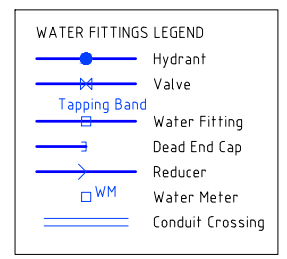 WATER FITTINGS LEGEND
Hydrant
Valve
Tapping Band
Water Fitting
Dead End Cap
Reducer
WM
Water Meter
Conduit Crossing